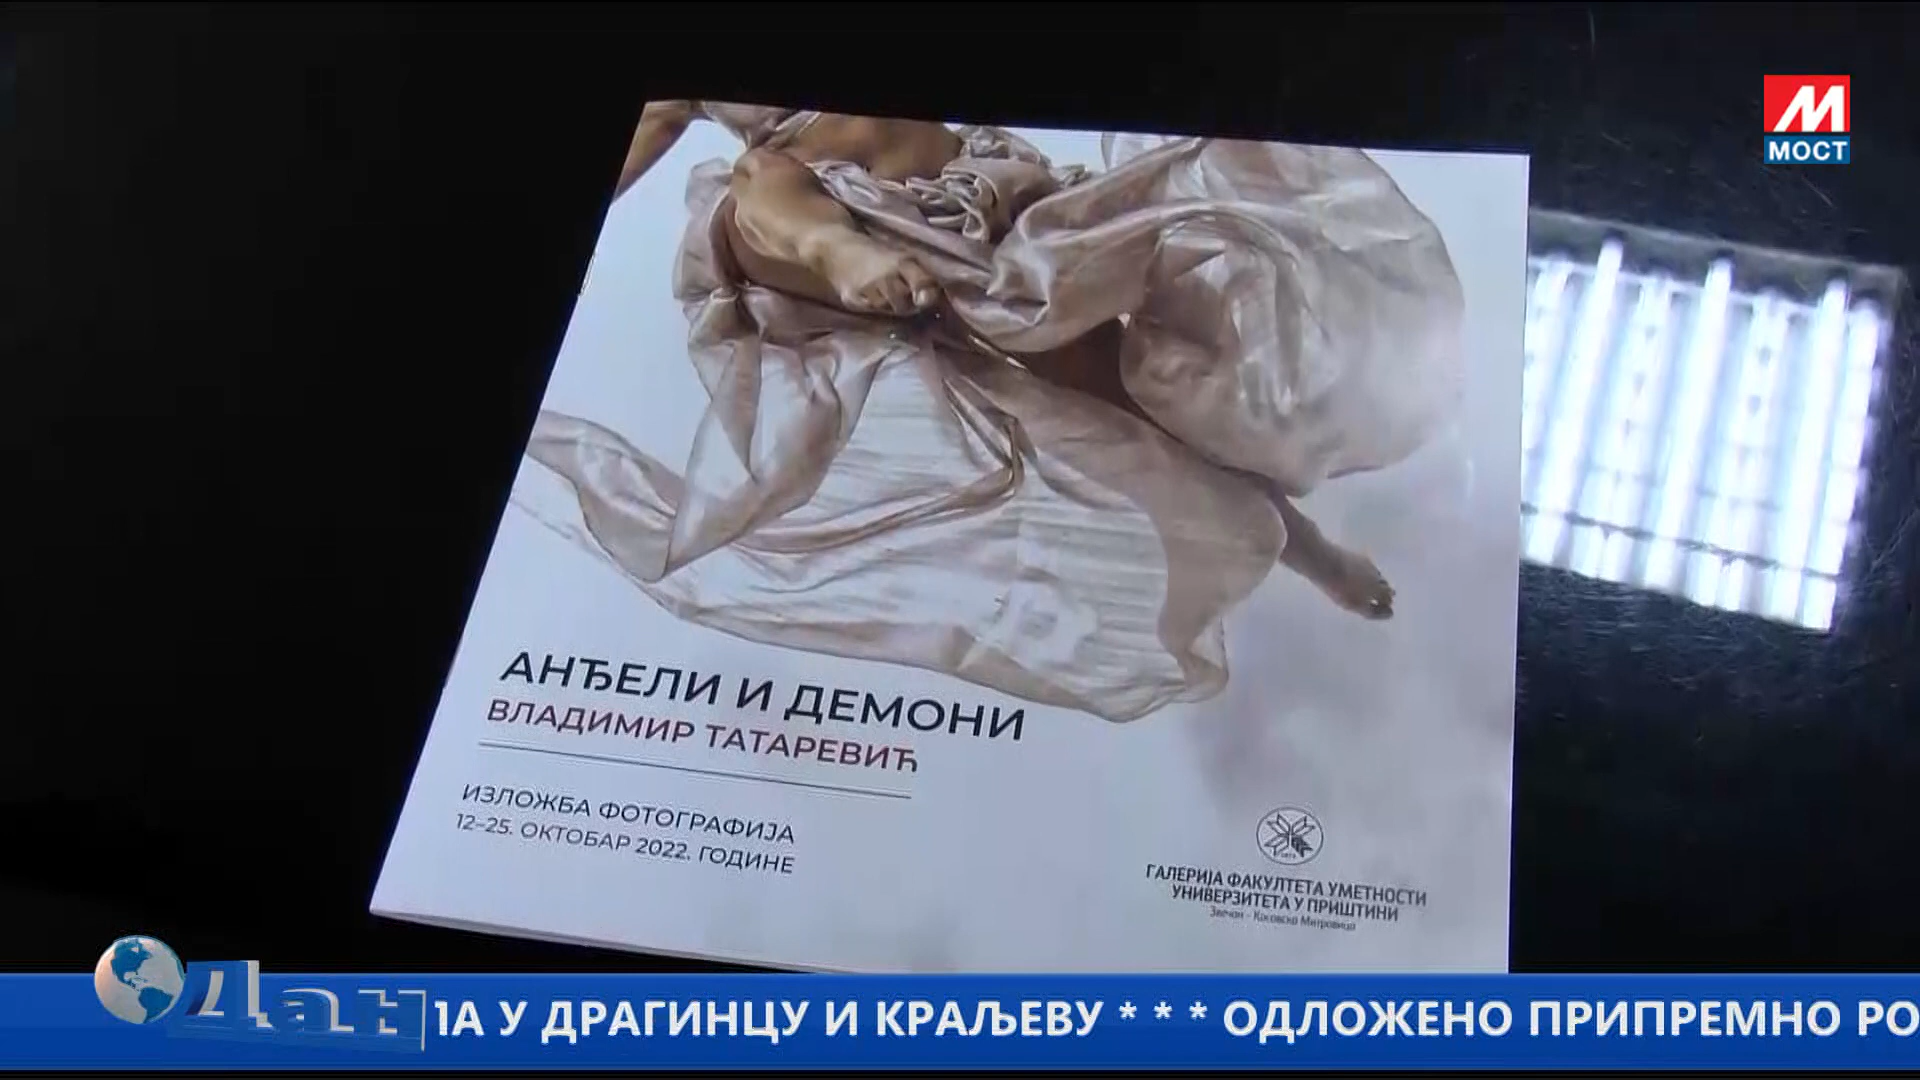 М
МОСТ
АНЂЕЛИ И ДЕМОНИ
ВЛАДИМИР ТАТАРЕВИЋ
ИЗЛОЖБА ФОТОГРАФИЈА
12–25. ОКТОБАР 2022. ГОДИНЕ
ГАЛЕРИЈА ФАКУЛТЕТА УМЕТНОСТИ
УНИВЕРЗИТЕТА У ПРИШТИНИ
Звечан - Косовска Митровица
Дан
У ДРАГИНЦУ И КРАЉЕВУ * * * ОДЛОЖЕНО ПРИПРЕМНО